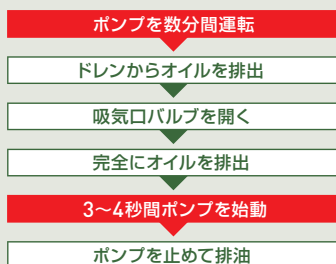 ポンプを数分間運転
ドレンからオイルを排出
吸気口バルブを開く
完全にオイルを排出
3～4秒間ポンプを始動
ポンプを止めて排油